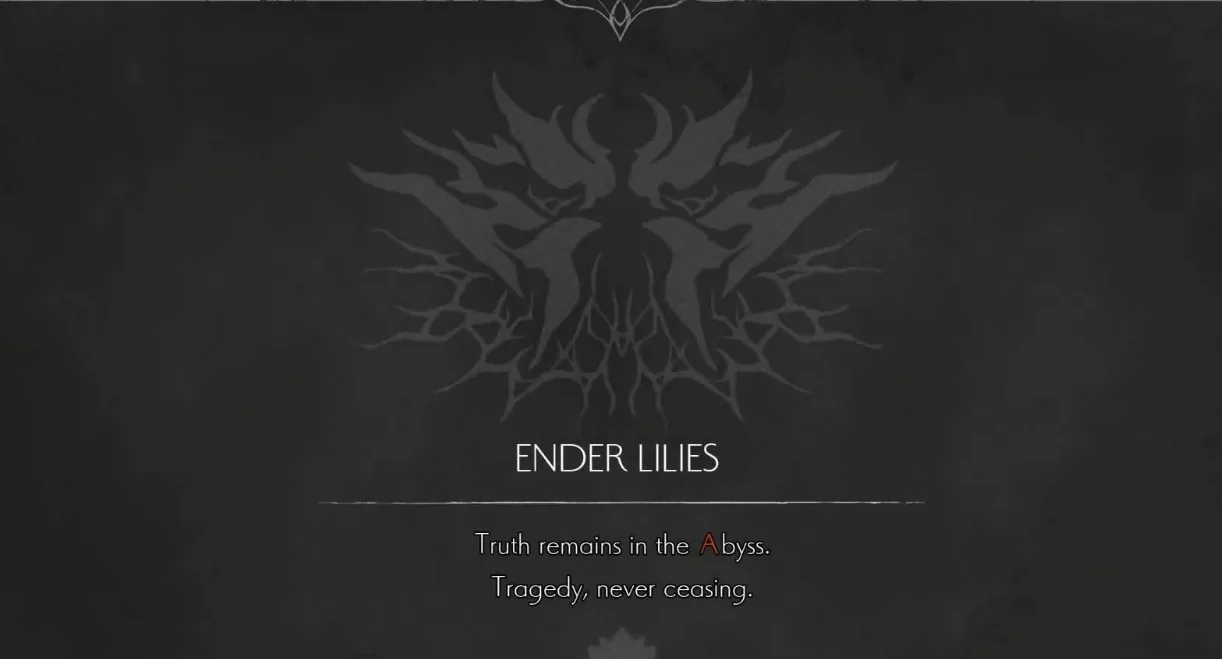 ENDER LILIES
Truth remains in the Abyss.
Tragedy, never ceasing.